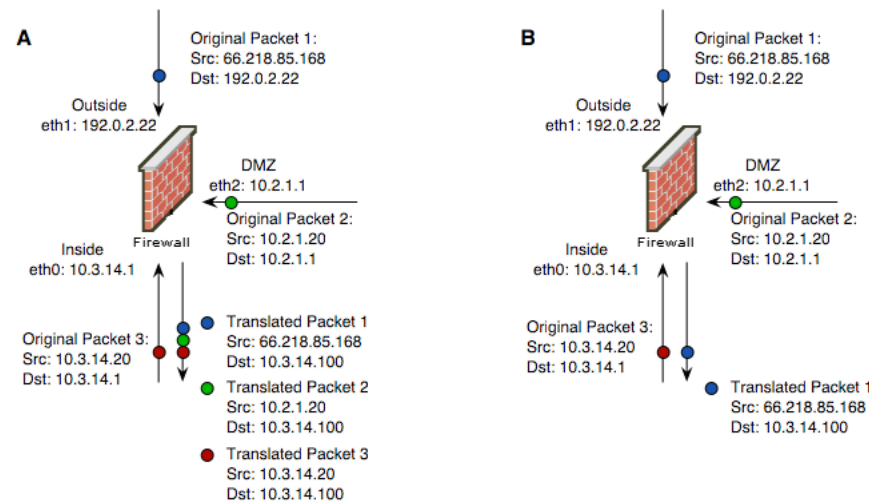 A
Original Packet 1:
Src: 66.218.85.168
Dst: 192.0.2.22
Outside
eth1: 192.0.2.22
DMZ
eth2: 10.2.1.1
Original Packet 2:
Src: 10.2.1.20
Dst: 10.2.1.1
Firewall
Inside
eth0: 10.3.14.1
Original Packet 3:
Src: 10.3.14.20
Dst: 10.3.14.1
Translated Packet 1
Src: 66.218.85.168
Dst: 10.3.14.100
Translated Packet 2
Src: 10.2.1.20
Dst: 10.3.14.100
Translated Packet 3
Src: 10.3.14.20
Dst: 10.3.14.100
B
Original Packet 1:
Src: 66.218.85.168
Dst: 192.0.2.22
Outside
eth1: 192.0.2.22
DMZ
eth2: 10.2.1.1
Original Packet 2:
Src: 10.2.1.20
Dst: 10.2.1.1
Firewall
Inside
eth0: 10.3.14.1
Original Packet 3:
Src: 10.3.14.20
Dst: 10.3.14.1
Translated Packet 1
Src: 66.218.85.168
Dst: 10.3.14.100